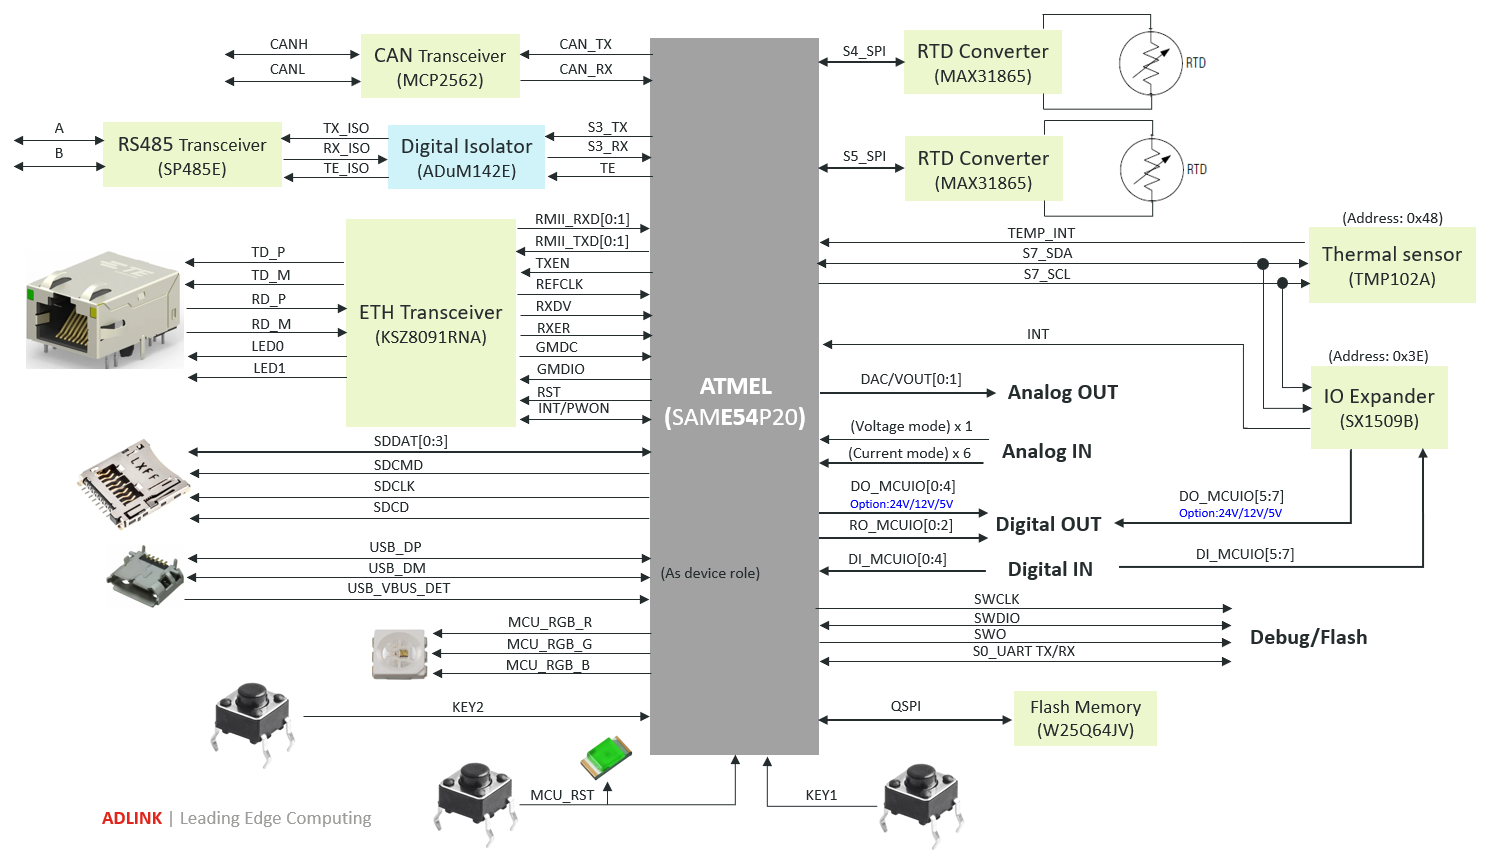 CANH
CANL
CAN Transceiver
(MCP2562)
CAN_TX
CAN_RX
A
B
RS485 Transceiver
(SP485E)
TX_ISO
RX_ISO
TE_ISO
Digital Isolator
(ADuM142E)
S3_TX
S3_RX
TE
TD_P
TD_M
RD_P
RD_M
LED0
LED1
ETH Transceiver
(KSZ8091RNA)
RMII_RXD[0:1]
RMII_TXD[0:1]
TXEN
REFCLK
RXDV
RXER
GMDC
GMDIO
RST
INT/PWON
SDDAT[0:3]
SDCMD
SDCLK
SDCD
USB_DP
USB_DM
USB_VBUS_DET
MCU_RGB_R
MCU_RGB_G
MCU_RGB_B
KEY2
MCU_RST
KEY1
ATMEL
(SAME54P20)
(As device role)
S4_SPI
RTD Converter
(MAX31865)
RTD
S5_SPI
RTD Converter
(MAX31865)
RTD
(Address: 0x48)
TEMP_INT
S7_SDA
S7_SCL
Thermal sensor
(TMP102A)
INT
(Address: 0x3E)
IO Expander
(SX1509B)
DAC/VOUT[0:1]
Analog OUT
(Voltage mode) x 1
(Current mode) x 6
Analog IN
DO_MCUIO[0:4]
Option:24V/12V/5V
RO_MCUIO[0:2]
Digital OUT
DO_MCUIO[5:7]
Option:24V/12V/5V
DI_MCUIO[0:4]
Digital IN
DI_MCUIO[5:7]
SWCLK
SWDIO
SWO
S0_UART TX/RX
Debug/Flash
QSPI
Flash Memory
(W25Q64JV)
ADLINK | Leading Edge Computing